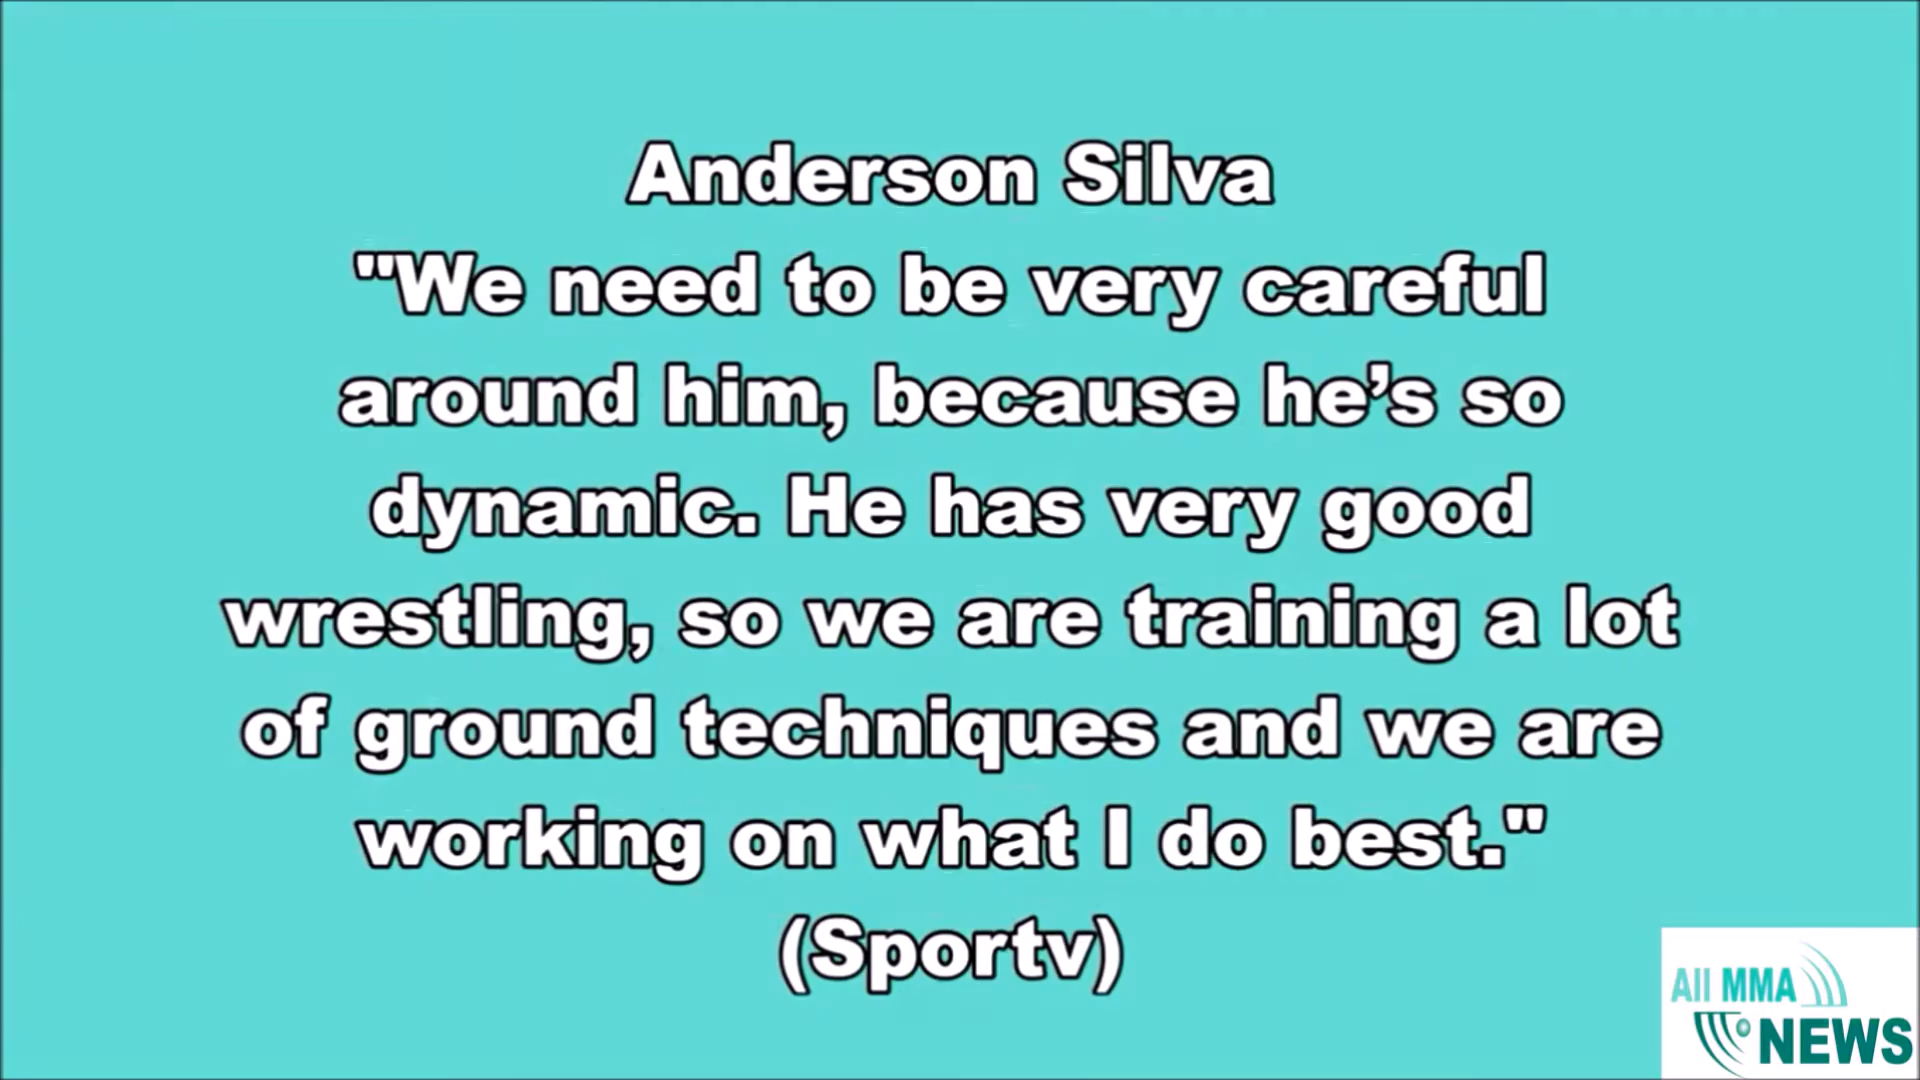 Anderson Silva
"We need to be very careful
around him, because he’s so
dynamic. He has very good
wrestling, so we are training a lot
of ground techniques and we are
working on what I do best."
(Sportv)
All MMA
NEWS